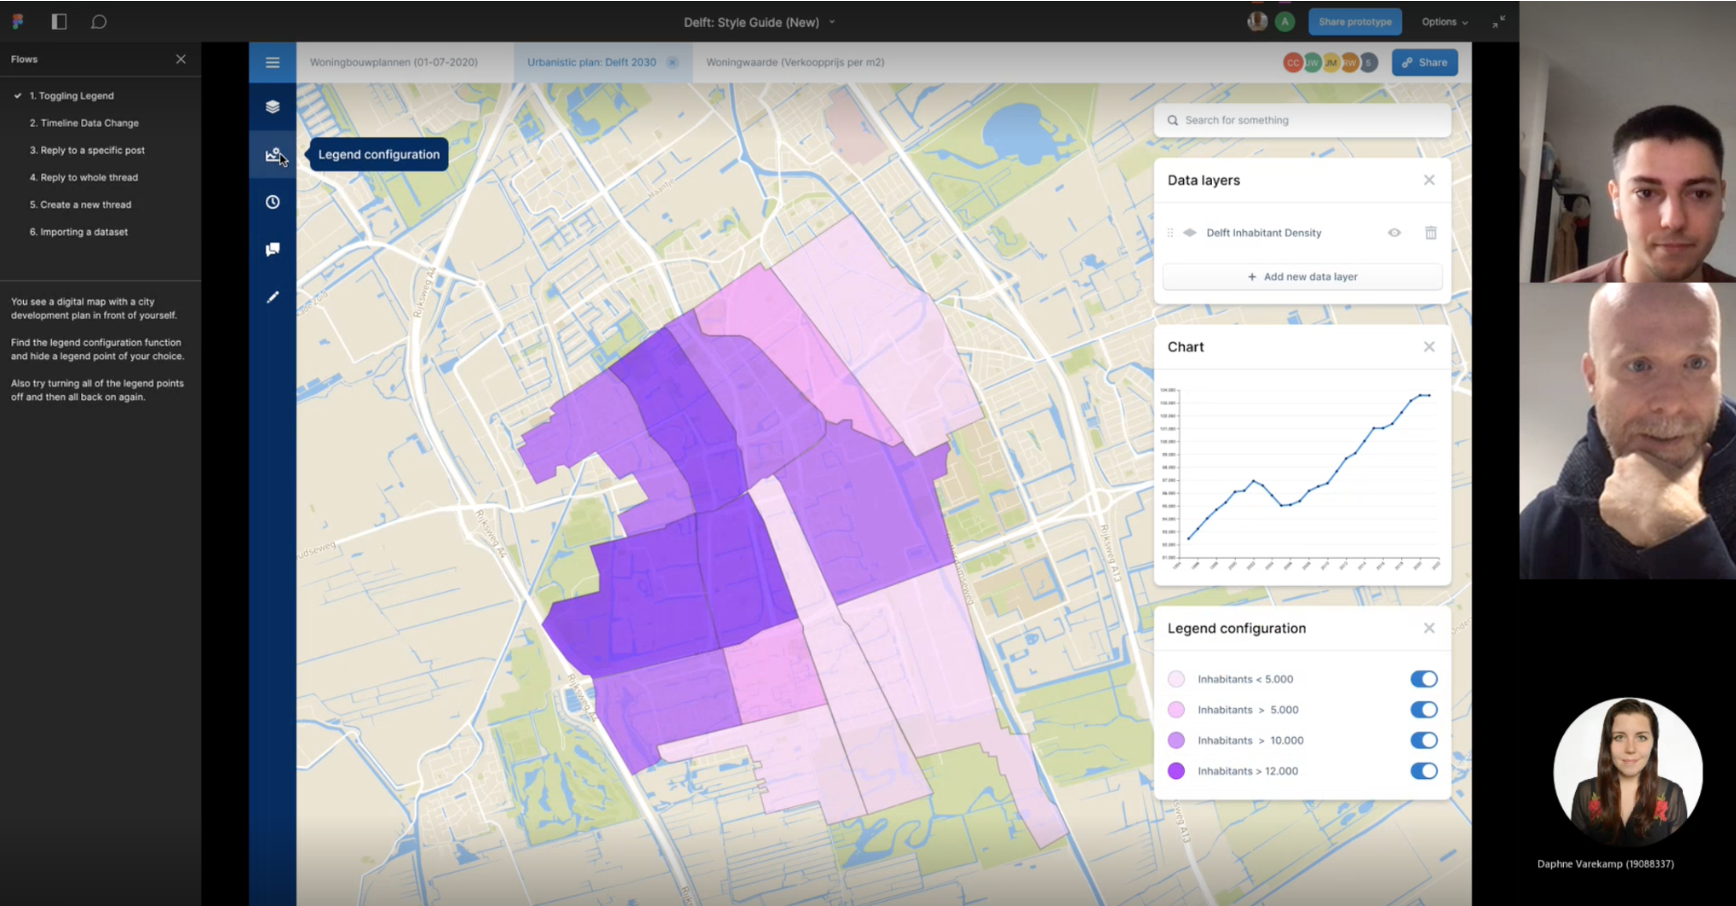 Delft: Style Guide (New)
A
Share prototype
Options
Flows
1. Toggling Legend
2. Timeline Data Change
3. Reply to a specific post
4. Reply to whole thread
5. Create a new thread
6. Importing a dataset
You see a digital map with a city
development plan in front of yourself.
Find the legend configuration function
and hide a legend point of your choice.
Also try turning all of the legend points
off and then all back on again.
Woningbouwplannen (01-07-2020)
Urbanistic plan: Delft 2030
Woningwaarde (Verkoopprijs per m2)
CC
JM
RW
5
Share
Legend configuration
Search for something
Data layers
Delft Inhabitant Density
+ Add new data layer
Chart
Legend configuration
Inhabitants < 5.000
Inhabitants > 5.000
Inhabitants > 10.000
Inhabitants > 12.000
Rijksweg A4
Rijksweg A4
Rijksweg A13
Daphne Varekamp (19088337)